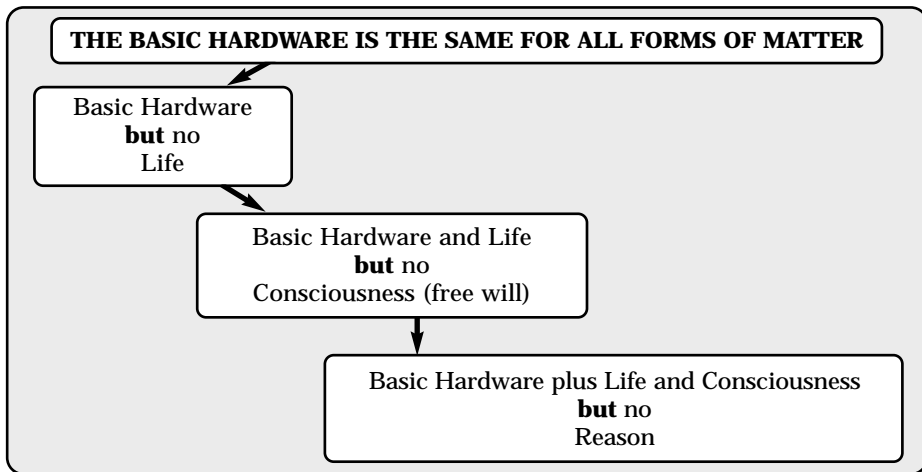 THE BASIC HARDWARE IS THE SAME FOR ALL FORMS OF MATTER
Basic Hardware
but no
Life
Basic Hardware and Life
but no
Consciousness (free will)
Basic Hardware plus Life and Consciousness
but no
Reason